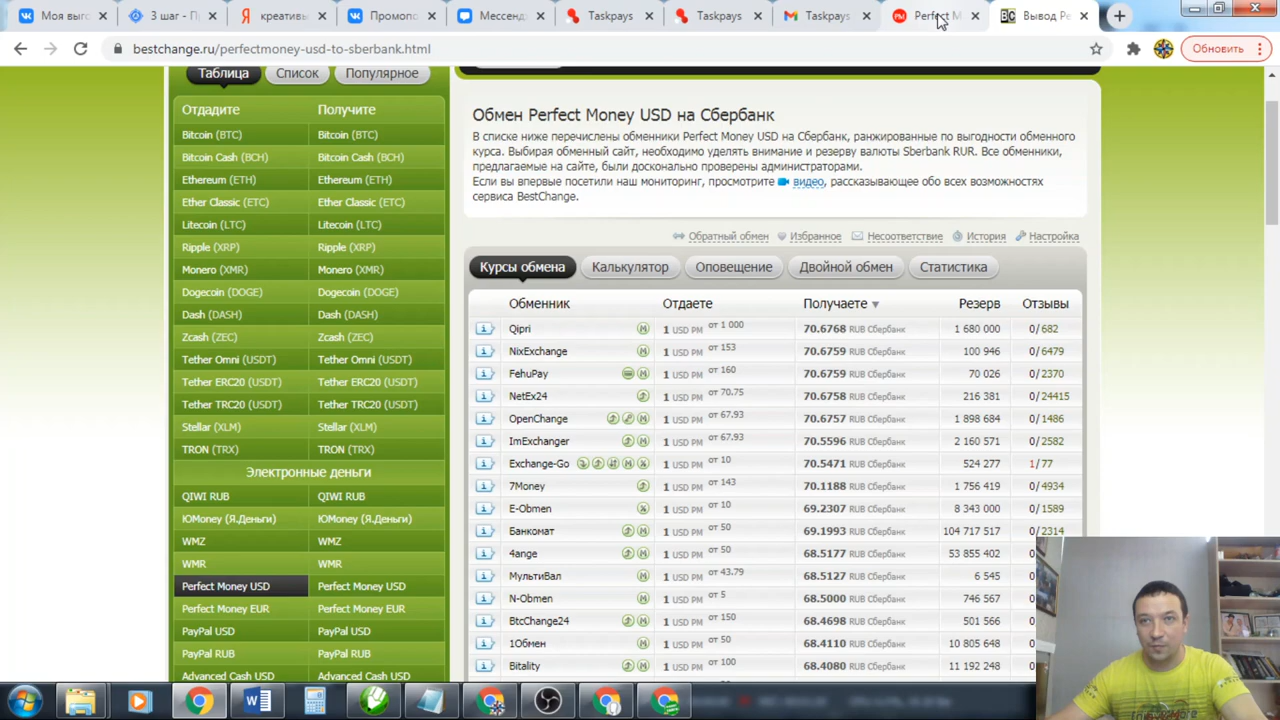 Моя выго
3 шаг - Пр
креативы
Промопо
Мессенд
Taskpays
Taskpays
Taskpays
Perfect M
Вывод Pe
bestchange.ru/perfectmoney-usd-to-sberbank.html
Обновить
Таблица Список Популярное
Отдадите Получите
Bitcoin (BTC) Bitcoin (BTC)
Bitcoin Cash (BCH) Bitcoin Cash (BCH)
Ethereum (ETH) Ethereum (ETH)
Ether Classic (ETC) Ether Classic (ETC)
Litecoin (LTC) Litecoin (LTC)
Ripple (XRP) Ripple (XRP)
Monero (XMR) Monero (XMR)
Dogecoin (DOGE) Dogecoin (DOGE)
Dash (DASH) Dash (DASH)
Zcash (ZEC) Zcash (ZEC)
Tether Omni (USDT) Tether Omni (USDT)
Tether ERC20 (USDT) Tether ERC20 (USDT)
Tether TRC20 (USDT) Tether TRC20 (USDT)
Stellar (XLM) Stellar (XLM)
TRON (TRX) TRON (TRX)
Электронные деньги
QIWI RUB QIWI RUB
ЮMoney (Я.Деньги) ЮMoney (Я.Деньги)
WMZ WMZ
WMR WMR
Perfect Money USD Perfect Money USD
Perfect Money EUR Perfect Money EUR
PayPal USD PayPal USD
PayPal RUB PayPal RUB
Advanced Cash USD Advanced Cash USD
Обмен Perfect Money USD на Сбербанк
В списке ниже перечислены обменники Perfect Money USD на Сбербанк, ранжированные по выгодности обменного
курса. Выбирая обменный сайт, необходимо уделять внимание и резерву валюты Sberbank RUR. Все обменники,
предлагаемые на сайте, были досконально проверены администраторами.
Если вы впервые посетили наш мониторинг, просмотрите видео, рассказывающее обо всех возможностях
сервиса BestChange.
Обратный обмен Избранное Несоответствие История Настройка
Курсы обмена Калькулятор Оповещение Двойной обмен Статистика
Обменник Отдаете Получаете ▼ Резерв Отзывы
Qipri 1 USD PM от 1 000 70.6768 RUB Сбербанк 1 680 000 0/682
NixExchange 1 USD PM от 153 70.6759 RUB Сбербанк 100 946 0/6479
FehuPay 1 USD PM от 160 70.6759 RUB Сбербанк 70 026 0/2370
NetEx24 1 USD PM от 70.75 70.6758 RUB Сбербанк 216 381 0/24415
OpenChange 1 USD PM от 67.93 70.6757 RUB Сбербанк 1 898 684 0/1486
ImExchanger 1 USD PM от 67.93 70.5596 RUB Сбербанк 2 160 571 0/2582
Exchange-Go 1 USD PM от 10 70.5471 RUB Сбербанк 524 277 1/77
7Money 1 USD PM от 143 70.1188 RUB Сбербанк 1 756 419 0/4934
E-Obmen 1 USD PM от 10 69.2307 RUB Сбербанк 8 343 000 0/1589
Банкомат 1 USD PM от 50 69.1993 RUB Сбербанк 104 717 517 0/2314
4ange 1 USD PM от 50 68.5177 RUB Сбербанк 53 855 402
МультиВал 1 USD PM от 43.79 68.5127 RUB Сбербанк 6 545
N-Obmen 1 USD PM от 5 68.5000 RUB Сбербанк 746 567
BtcChange24 1 USD PM от 150 68.4698 RUB Сбербанк 501 566
1Обмен 1 USD PM от 50 68.4110 RUB Сбербанк 10 805 648
Bitality 1 USD PM от 100 68.4080 RUB Сбербанк 11 192 248